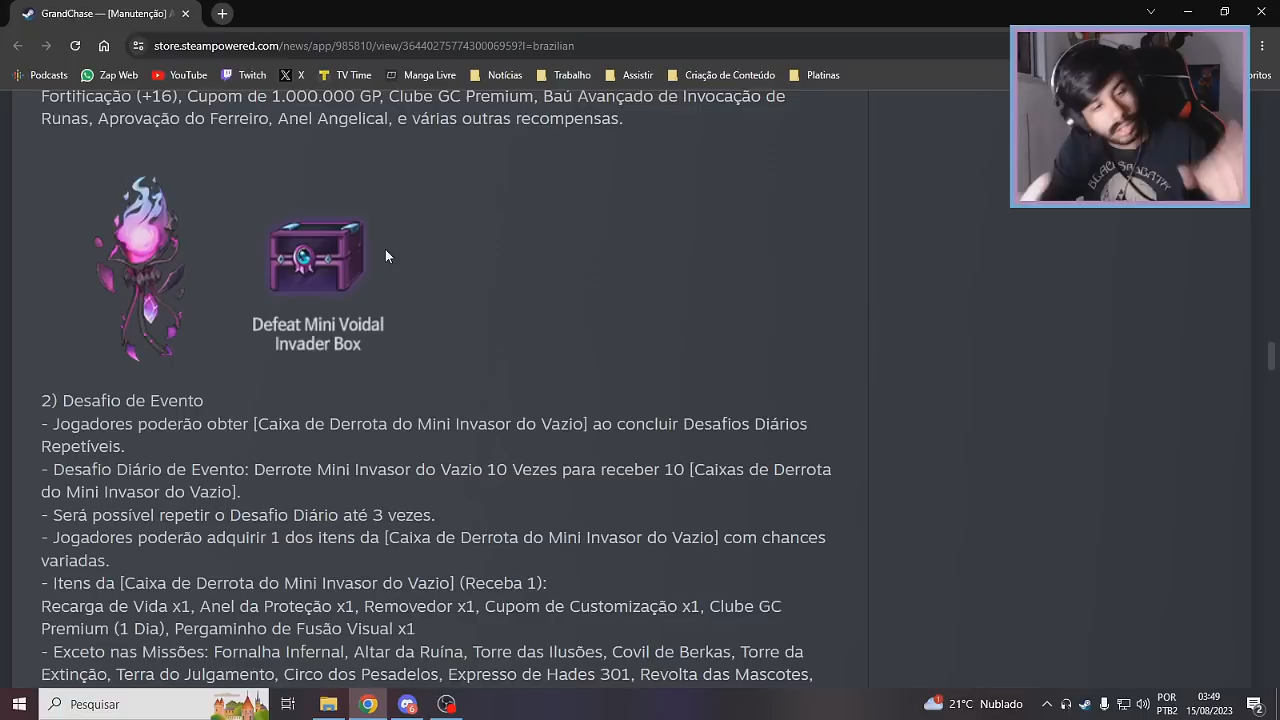 GrandChase — [Manutenção] A
store.steampowered.com/news/app/985810/view/3644027577430006959?l=brazilian
Podcasts
Zap Web
YouTube
Twitch
X
TV Time
Manga Livre
Notícias
Trabalho
Assistir
Criação de Conteúdo
Platinas
oritos
Fortificação (+16), Cupom de 1.000.000 GP, Clube GC Premium, Baú Avançado de Invocação de
Runas, Aprovação do Ferreiro, Anel Angelical, e várias outras recompensas.
BLACK SABBATH
Defeat Mini Voidal
Invader Box
2) Desafio de Evento
- Jogadores poderão obter [Caixa de Derrota do Mini Invasor do Vazio] ao concluir Desafios Diários
Repetíveis.
- Desafio Diário de Evento: Derrote Mini Invasor do Vazio 10 Vezes para receber 10 [Caixas de Derrota
do Mini Invasor do Vazio].
- Será possível repetir o Desafio Diário até 3 vezes.
- Jogadores poderão adquirir 1 dos itens da [Caixa de Derrota do Mini Invasor do Vazio] com chances
variadas.
- Itens da [Caixa de Derrota do Mini Invasor do Vazio] (Receba 1):
Recarga de Vida x1, Anel da Proteção x1, Removedor x1, Cupom de Customização x1, Clube GC
Premium (1 Dia), Pergaminho de Fusão Visual x1
- Exceto nas Missões: Fornalha Infernal, Altar da Ruína, Torre das Ilusões, Covil de Berkas, Torre da
Extinção, Terra do Julgamento, Circo dos Pesadelos, Expresso de Hades 301, Revolta das Mascotes,
Pesquisar
21°C Nublado
POR
PTB2
03:49
15/08/2023
2